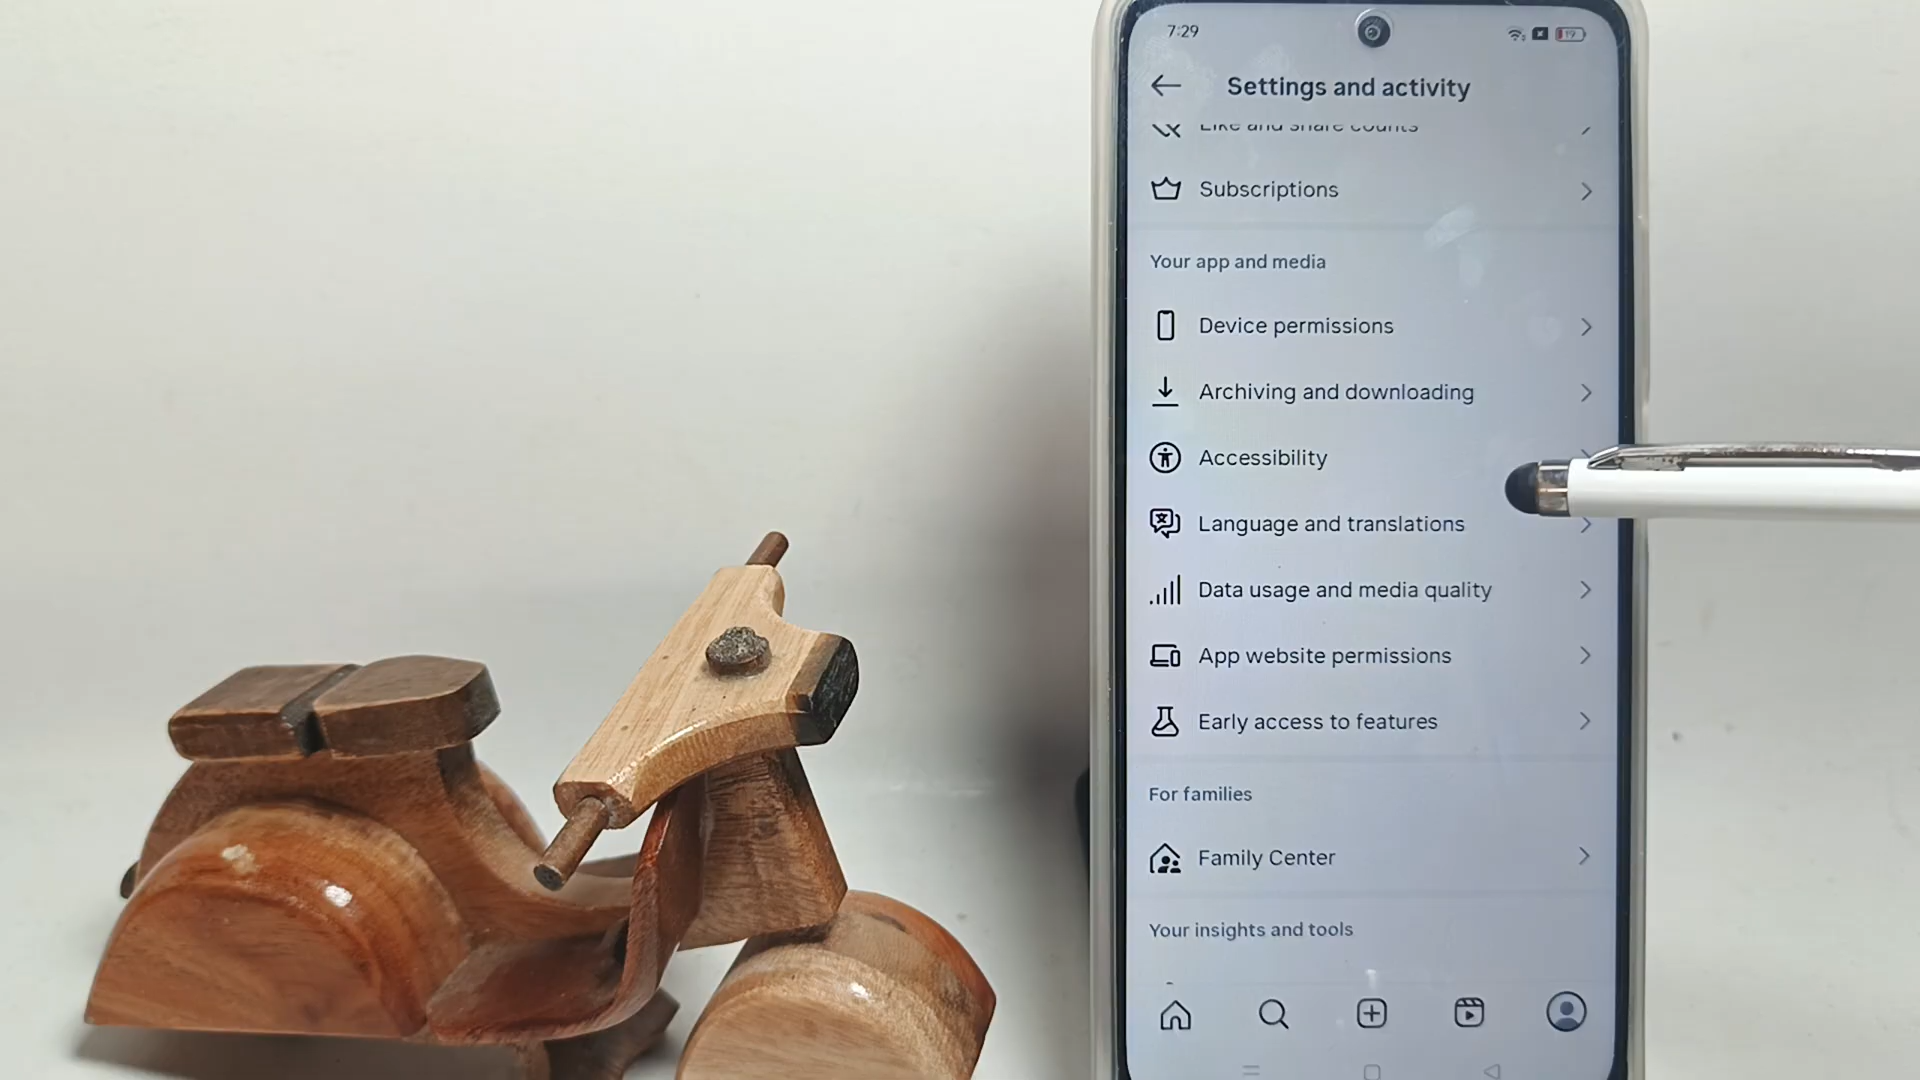 7:29
19
Settings and activity
Like and share counts
Subscriptions
Your app and media
Device permissions
Archiving and downloading
Accessibility
Language and translations
Data usage and media quality
App website permissions
Early access to features
For families
Family Center
Your insights and tools